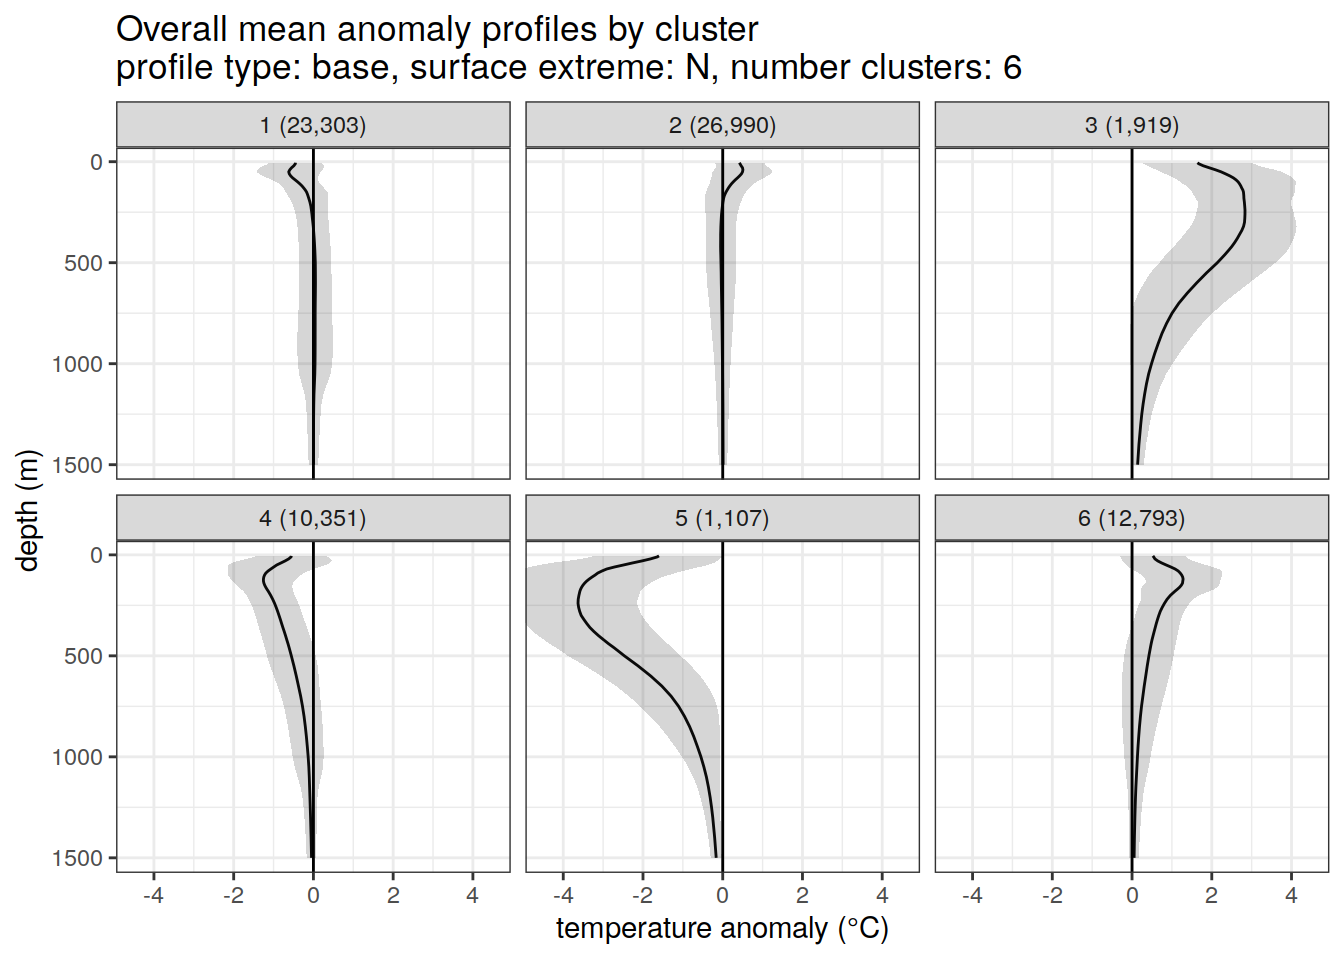 Overall mean anomaly profiles by cluster
profile type: base, surface extreme: N, number clusters: 6
1 (23,303)
2 (26,990)
3 (1,919)
0
500
1000
1500
depth (m)
4 (10,351)
5 (1,107)
6 (12,793)
0
500
1000
1500
-4 -2 0 2 4
-4 -2 0 2 4
-4 -2 0 2 4
temperature anomaly (°C)